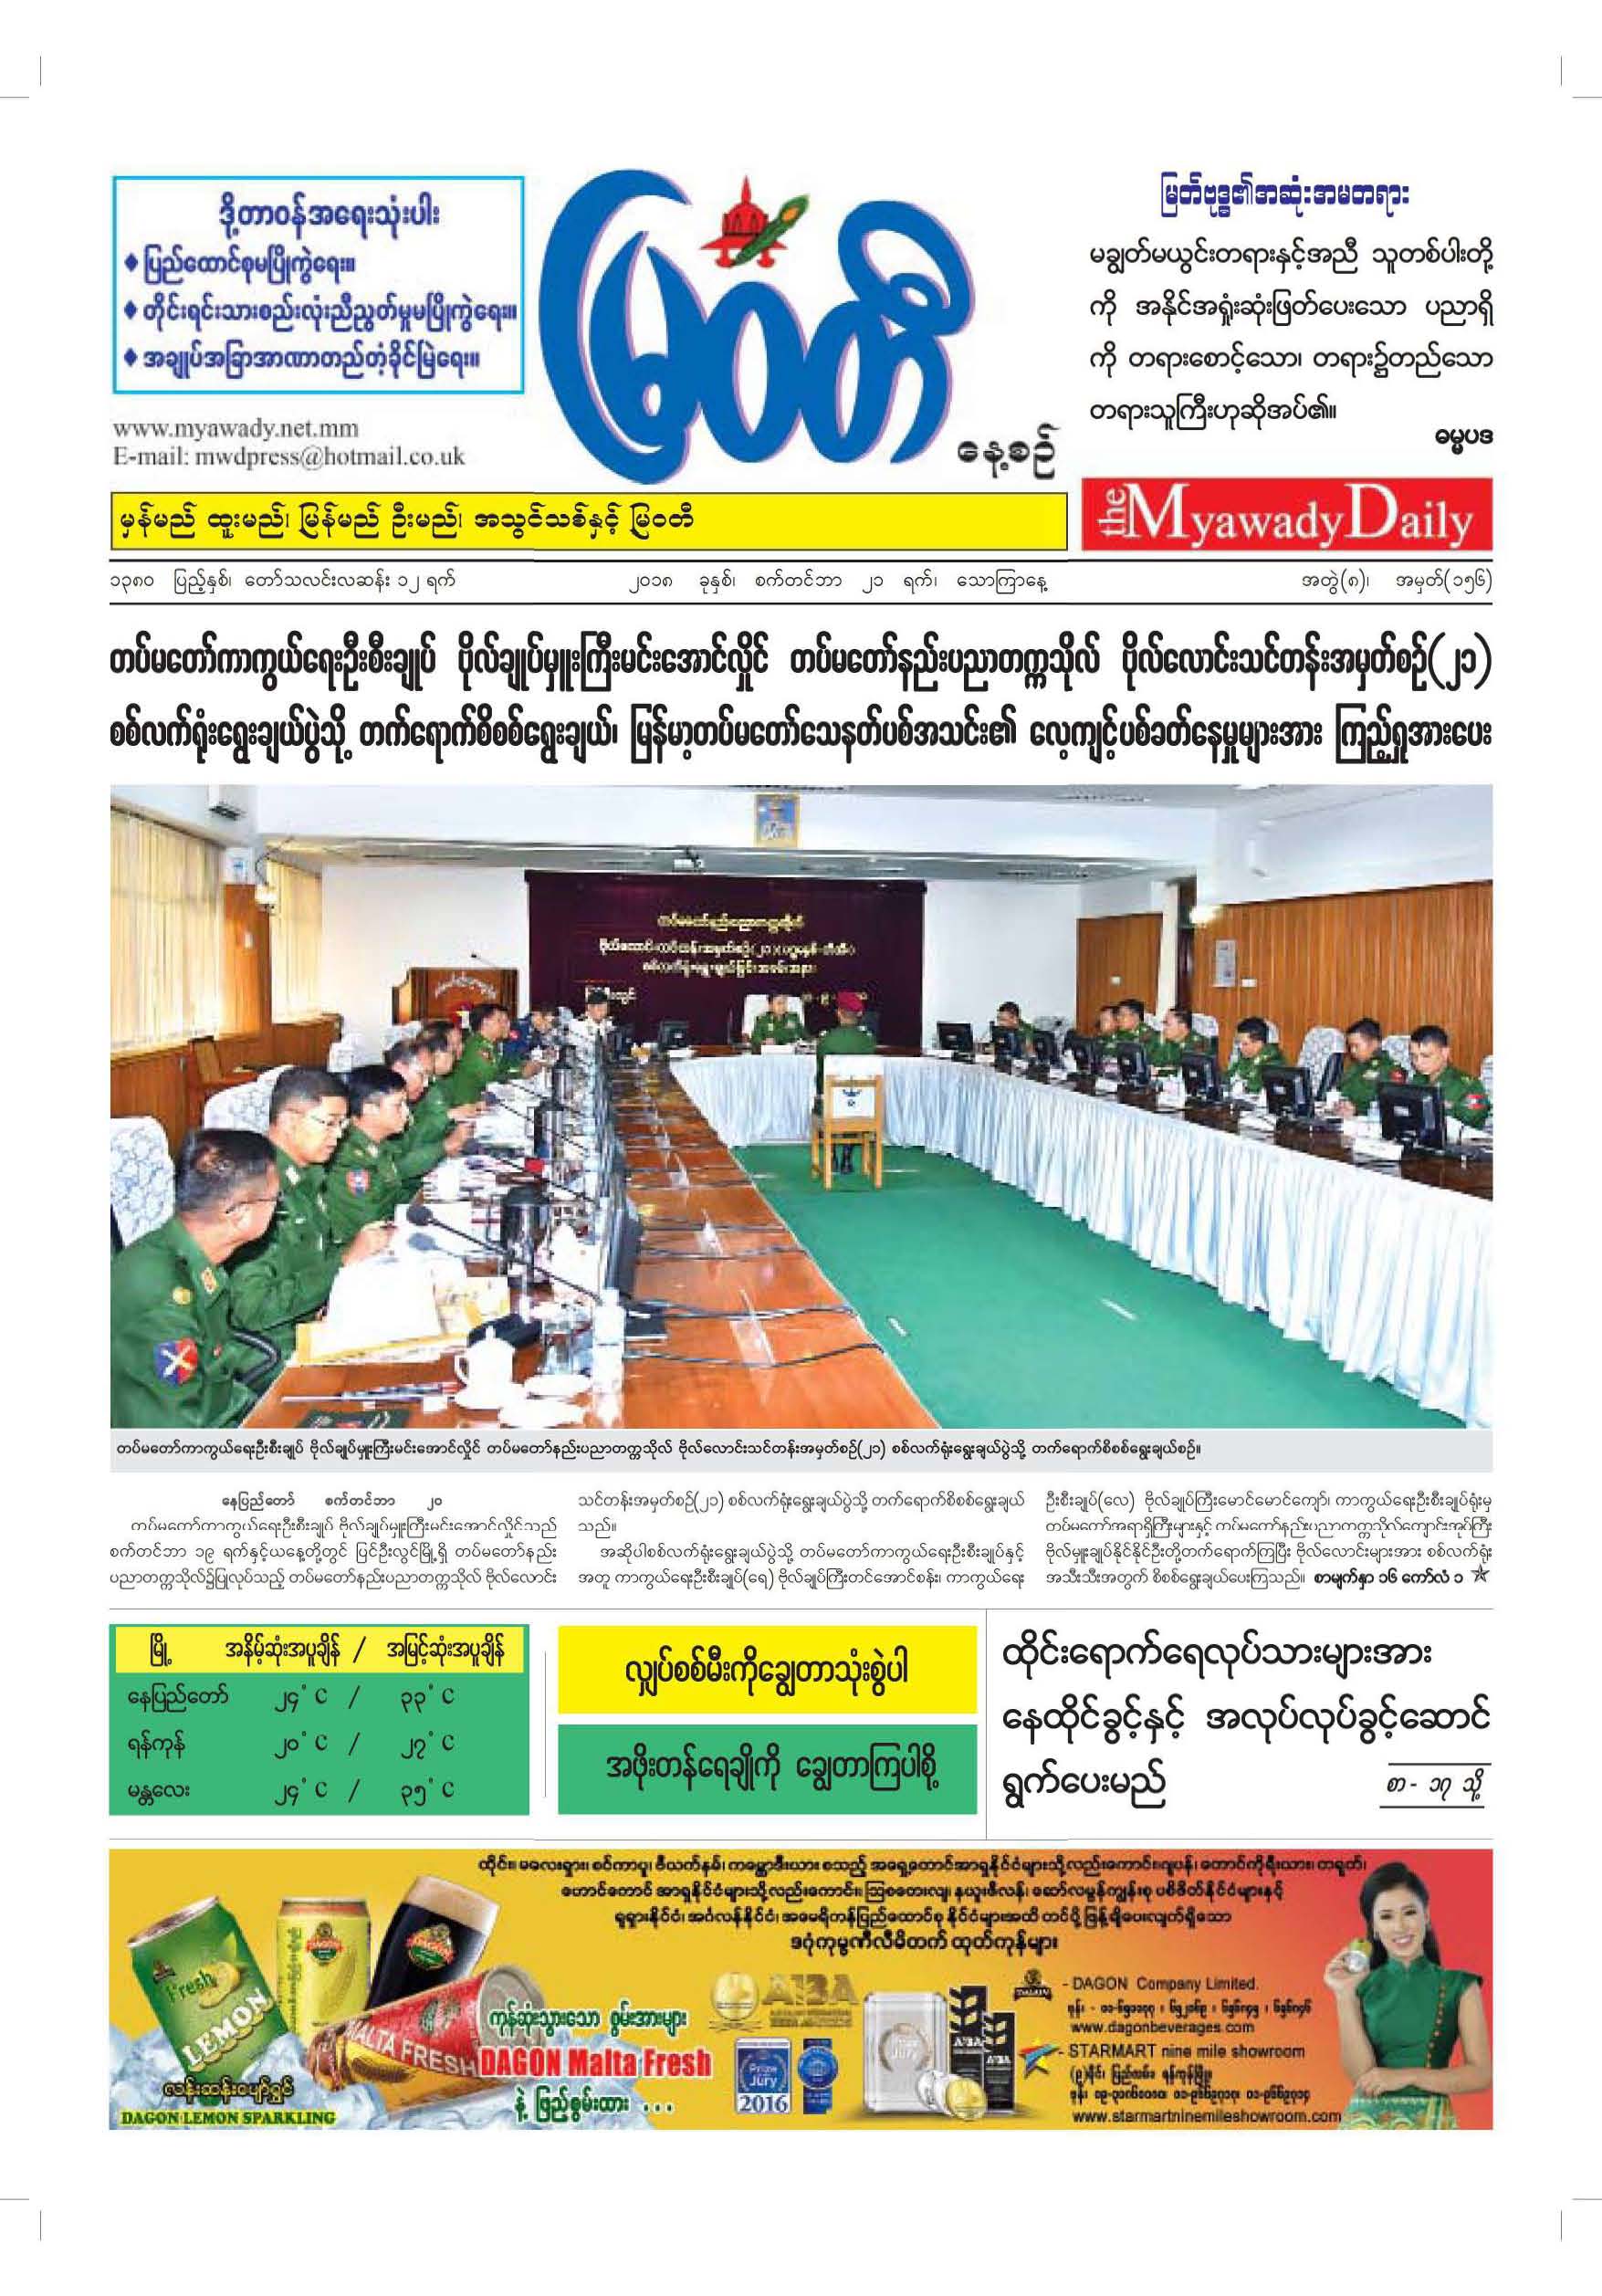 ဒို့တာဝန်အရေးသုံးပါး
♦ ပြည်ထောင်စုမပြိုကွဲရေး။
♦ တိုင်းရင်းသားစည်းလုံးညီညွတ်မှုမပြိုကွဲရေး။
♦ အချုပ်အခြာအာဏာတည်တံ့ခိုင်မြဲရေး။
www.myawady.net.mm
E-mail: mwdpress@hotmail.co.uk
မြဝတီ
နေ့စဉ်
မြတ်ဗုဒ္ဓ၏အဆုံးအမတရား
မချွတ်မယွင်းတရားနှင့်အညီ သူတစ်ပါးတို့
ကို အနိုင်အရှုံးဆုံးဖြတ်ပေးသော ပညာရှိ
ကို တရားစောင့်သော၊ တရား၌တည်သော
တရားသူကြီးဟုဆိုအပ်၏။
ဓမ္မပဒ
မှန်မည် ထူးမည်၊ မြန်မည် ဦးမည်၊ အသွင်သစ်နှင့် မြဝတီ
the Myawady Daily
၁၃၈၀ ပြည့်နှစ်၊ တော်သလင်းလဆန်း ၁၂ ရက်
၂၀၁၈ ခုနှစ်၊ စက်တင်ဘာ ၂၁ ရက်၊ သောကြာနေ့
အတွဲ(၈)၊ အမှတ်(၁၅၆)
တပ်မတော်ကာကွယ်ရေးဦးစီးချုပ် ဗိုလ်ချုပ်မှူးကြီးမင်းအောင်လှိုင် တပ်မတော်နည်းပညာတက္ကသိုလ် ဗိုလ်လောင်းသင်တန်းအမှတ်စဉ်(၂၁)
စစ်လက်ရုံးရွေးချယ်ပွဲသို့ တက်ရောက်စိစစ်ရွေးချယ်၊ မြန်မာ့တပ်မတော်သေနတ်ပစ်အသင်း၏ လေ့ကျင့်ပစ်ခတ်နေမှုများအား ကြည့်ရှုအားပေး
တပ်မတော်နည်းပညာတက္ကသိုလ်
တပ်မတော်ကာကွယ်ရေးဦးစီးချုပ် ဗိုလ်ချုပ်မှူးကြီးမင်းအောင်လှိုင် တပ်မတော်နည်းပညာတက္ကသိုလ် ဗိုလ်လောင်းသင်တန်းအမှတ်စဉ်(၂၁) စစ်လက်ရုံးရွေးချယ်ပွဲသို့ တက်ရောက်စိစစ်ရွေးချယ်စဉ်။
နေပြည်တော် စက်တင်ဘာ ၂၀
တပ်မတော်ကာကွယ်ရေးဦးစီးချုပ် ဗိုလ်ချုပ်မှူးကြီးမင်းအောင်လှိုင်သည်
စက်တင်ဘာ ၁၉ ရက်နှင့်ယနေ့တို့တွင် ပြင်ဦးလွင်မြို့ရှိ တပ်မတော်နည်း
ပညာတက္ကသိုလ်၌ပြုလုပ်သည့် တပ်မတော်နည်းပညာတက္ကသိုလ် ဗိုလ်လောင်း
သင်တန်းအမှတ်စဉ်(၂၁) စစ်လက်ရုံးရွေးချယ်ပွဲသို့ တက်ရောက်စိစစ်ရွေးချယ်
သည်။
အဆိုပါစစ်လက်ရုံးရွေးချယ်ပွဲသို့ တပ်မတော်ကာကွယ်ရေးဦးစီးချုပ်နှင့်
အတူ ကာကွယ်ရေးဦးစီးချုပ်(ရေ) ဗိုလ်ချုပ်ကြီးတင်အောင်စန်း၊ ကာကွယ်ရေး
ဦးစီးချုပ်(လေ) ဗိုလ်ချုပ်ကြီးမောင်မောင်ကျော်၊ ကာကွယ်ရေးဦးစီးချုပ်ရုံးမှ
တပ်မတော်အရာရှိကြီးများနှင့် တပ်မတော်နည်းပညာတက္ကသိုလ်ကျောင်းအုပ်ကြီး
ဗိုလ်မှူးချုပ်နိုင်နိုင်ဦးတို့တက်ရောက်ကြပြီး ဗိုလ်လောင်းများအား စစ်လက်ရုံး
အသီးသီးအတွက် စိစစ်ရွေးချယ်ပေးကြသည်။ စာမျက်နှာ ၁၆ ကော်လံ ၁
မြို့ အနိမ့်ဆုံးအပူချိန် / အမြင့်ဆုံးအပူချိန်
နေပြည်တော် ၂၄°C / ၃၃°C
ရန်ကုန် ၂၀°C / ၂၇°C
မန္တလေး ၂၄°C / ၃၅°C
လျှပ်စစ်မီးကိုချွေတာသုံးစွဲပါ
အဖိုးတန်ရေချိုကို ချွေတာကြပါစို့
ထိုင်းရောက်ရေလုပ်သားများအား
နေထိုင်ခွင့်နှင့် အလုပ်လုပ်ခွင့်ဆောင်
ရွက်ပေးမည်
စာ - ၁၇ သို့
ထိုင်း၊ မလေးရှား၊ စင်ကာပူ၊ ဗီယက်နမ်၊ ကမ္ဘောဒီးယား စသည့် အရှေ့တောင်အာရှနိုင်ငံများသို့လည်းကောင်း၊ ဂျပန်၊ တောင်ကိုရီးယား၊ တရုတ်၊
ဟောင်ကောင် အာရှနိုင်ငံများသို့လည်းကောင်း၊ ဩစတေးလျ၊ နယူးဇီလန်၊ ဆော်လမွန်ကျွန်းစု ပစိဖိတ်နိုင်ငံများနှင့်
ရုရှားနိုင်ငံ၊ အင်္ဂလန်နိုင်ငံ၊ အမေရိကန်ပြည်ထောင်စု နိုင်ငံများအထိ တင်ပို့ ဖြန့်ချိပေးလျက်ရှိသော
ဒဂုံကုမ္ပဏီလီမိတက် ထုတ်ကုန်များ
Fresh
LEMON
DAGON
MALTA FRESH
လန်းဆန်းပျော်ရွှင်
DAGON LEMON SPARKLING
ကုန်ဆုံးသွားသော စွမ်းအားများ
DAGON Malta Fresh
နဲ့ ဖြည့်စွမ်းထား ...
AIBA
Prize Jury
2016
DAGON
- DAGON Company Limited.
www.dagonbeverages.com
- STARMART nine mile showroom
(၉)မိုင်၊ ပြည်လမ်း၊ ရန်ကုန်မြို့။
www.starmartninemileshowroom.com